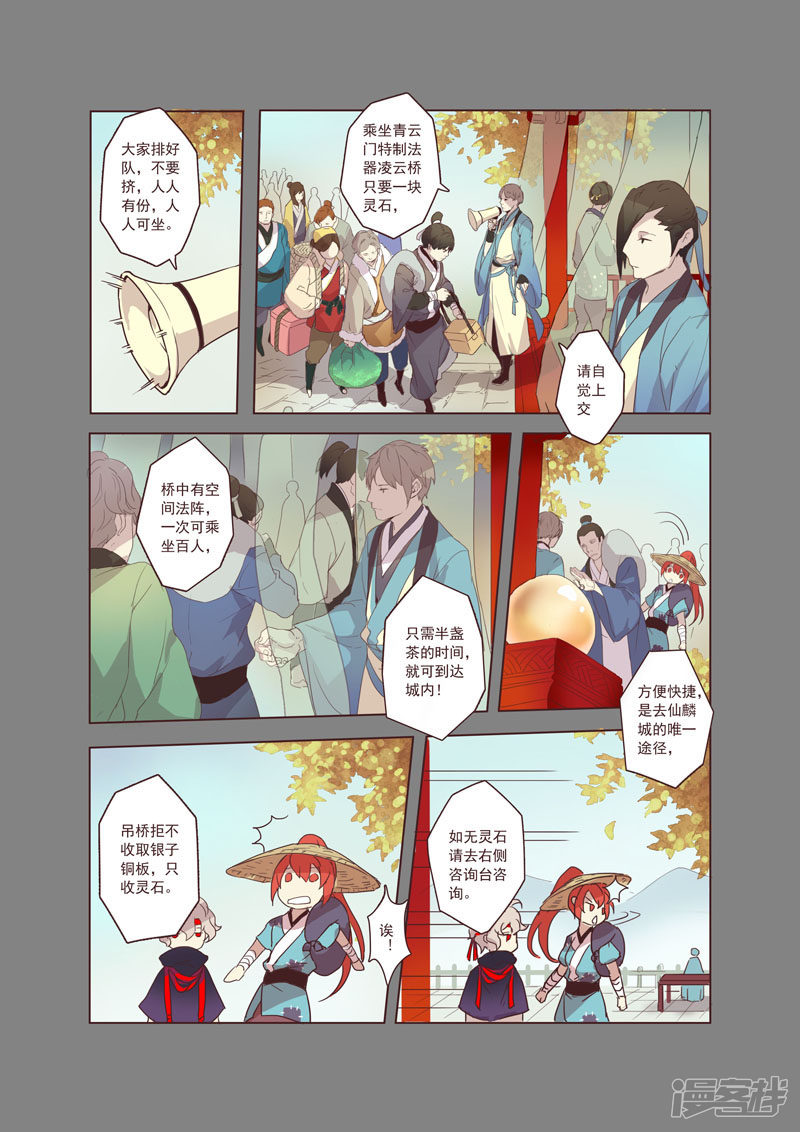 大家排好
队，不要
挤，人人
有份，人
人可坐。
乘坐青云
门特制法
器凌云桥
只要一块
灵石，
请自
觉上
交
桥中有空
间法阵，
一次可乘
坐百人，
只需半盏
茶的时间，
就可到达
城内！
方便快捷，
是去仙麟
城的唯一
途径，
吊桥拒不
收取银子
铜板，只
收灵石。
诶！
如无灵石
请去右侧
咨询台咨
询。
漫客栈